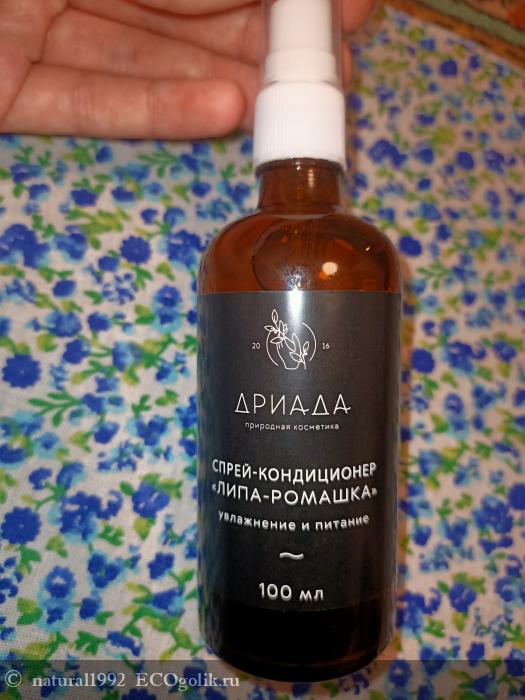 20 16
ДРИАДА
природная косметика
СПРЕЙ-КОНДИЦИОНЕР
«ЛИПА-РОМАШКА»
увлажнение и питание
~
100 мл
© natural1992 ECOgolik.ru